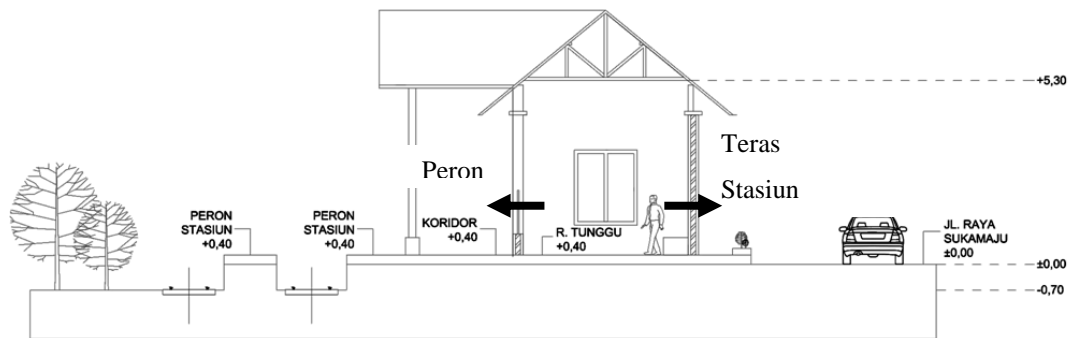 +5,30
Teras
Stasiun
Peron
PERON
STASIUN
+0,40
PERON
STASIUN
+0,40
KORIDOR
+0,40
R. TUNGGU
+0,40
JL. RAYA
SUKAMAJU
±0,00
±0,00
-0,70